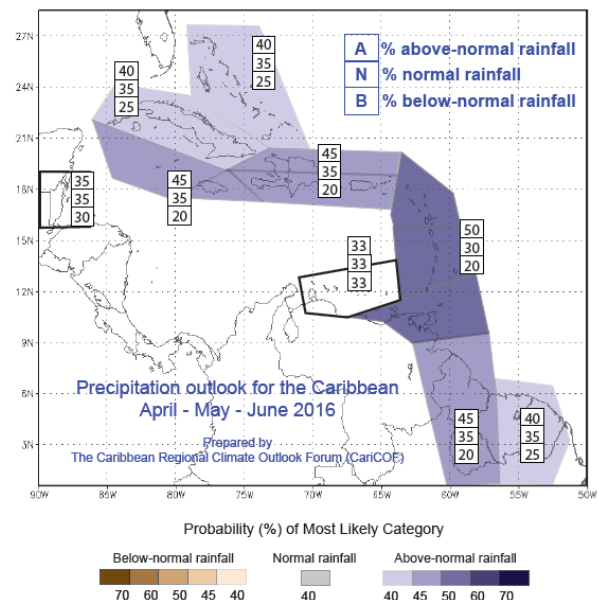 27N
24N
21N
18N
15N
12N
9N
6N
3N
40
35
25
40
35
25
A % above-normal rainfall
N % normal rainfall
B % below-normal rainfall
35
35
30
45
35
20
45
35
20
50
30
20
33
33
33
45
35
20
40
35
25
Precipitation outlook for the Caribbean
April - May - June 2016
Prepared by
The Caribbean Regional Climate Outlook Forum (CariCOF)
90W 85W 80W 75W 70W 65W 60W 55W 50W
Probability (%) of Most Likely Category
Below-normal rainfall Normal rainfall Above-normal rainfall
70 60 50 45 40 40 40 45 50 60 70